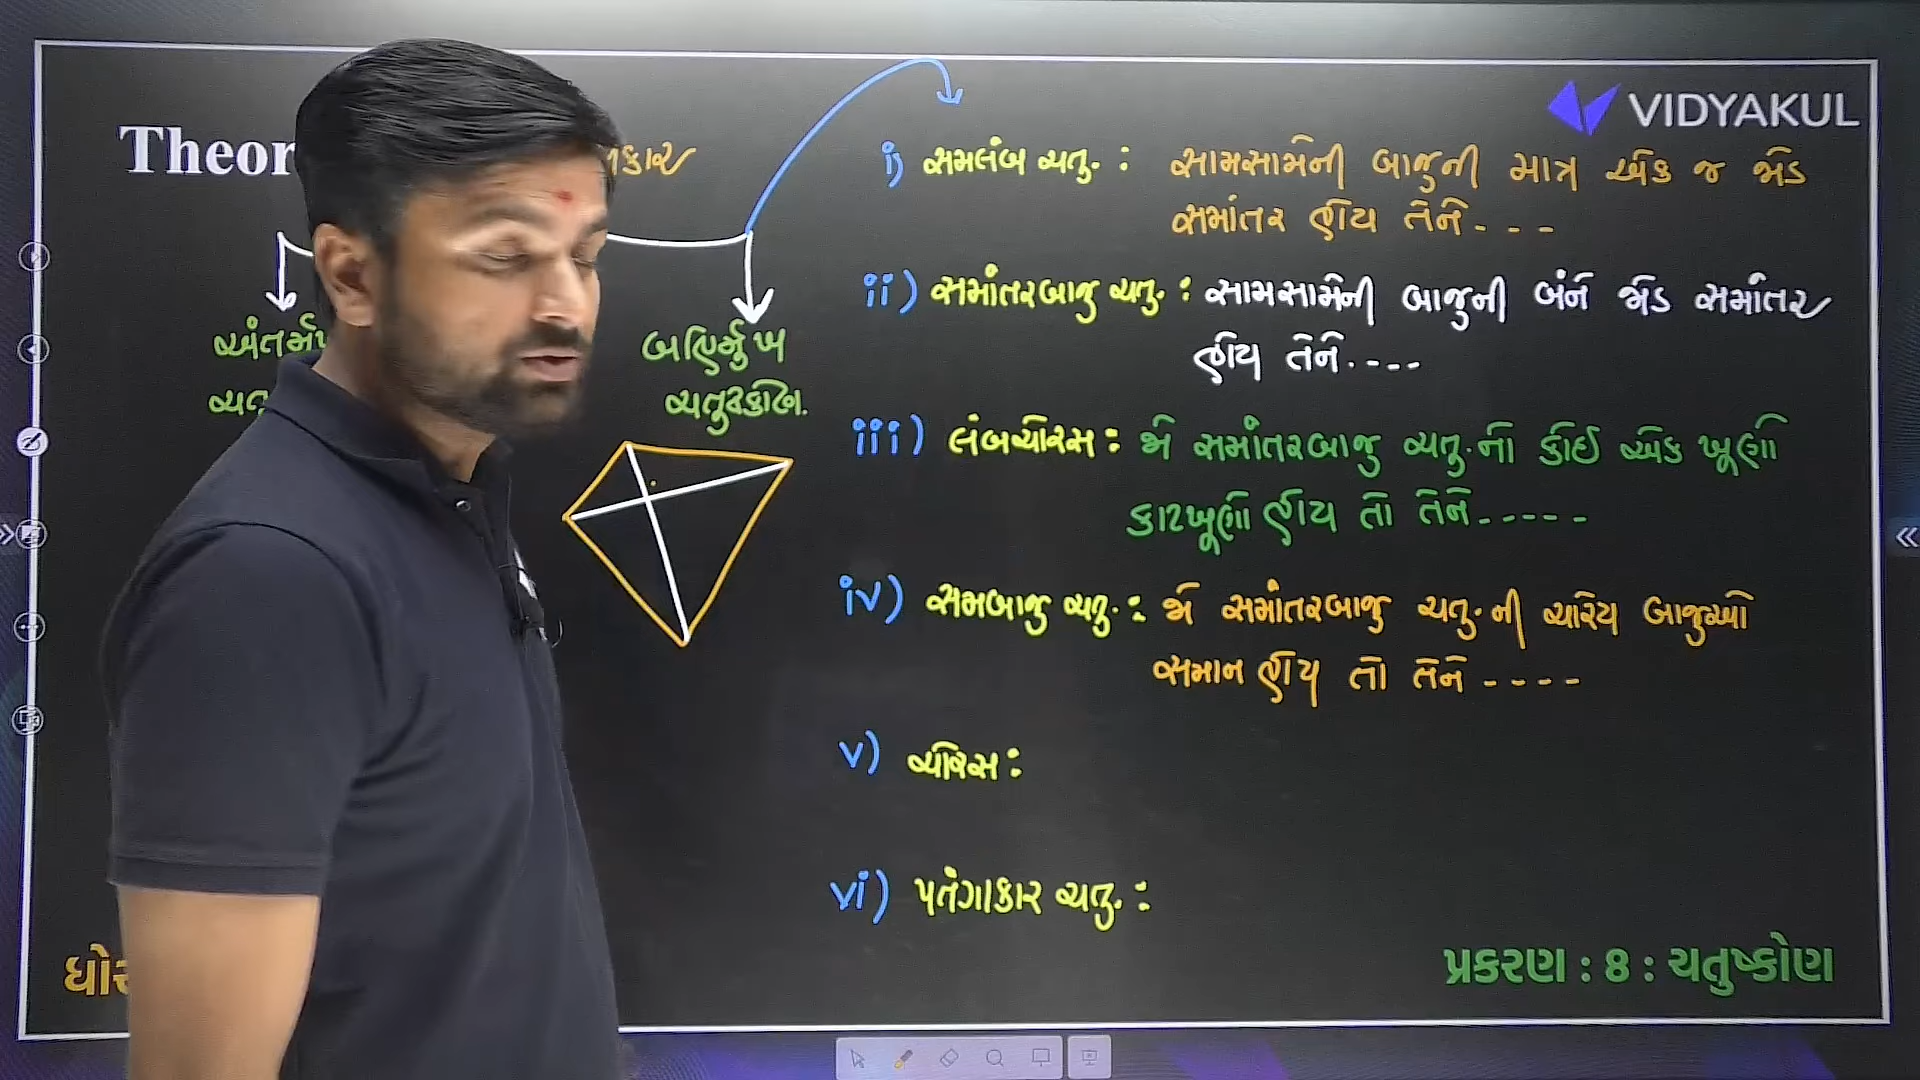 VIDYAKUL
Theor
i) સમલંબ ચતુ. : સામસામેની બાજુની માત્ર એક જ જોડ
સમાંતર હોય તેને - - -
ii) સમાંતરબાજુ ચતુ. : સામસામેની બાજુની બંને જોડ સમાંતર
હોય તેને. - - -
બહિર્મુખ
ચતુષ્કોણ.
iii) લંબચોરસ : જો સમાંતરબાજુ ચતુ. નો કોઈ એક ખૂણો
કાટખૂણો હોય તો તેને - - - - -
iv) સમબાજુ ચતુ. : જો સમાંતરબાજુ ચતુ. ની ચારેય બાજુઓ
સમાન હોય તો તેને - - - -
v) ચોરસ :
vi) પતંગાકાર ચતુ. :
પ્રકરણ : 8 : ચતુષ્કોણ